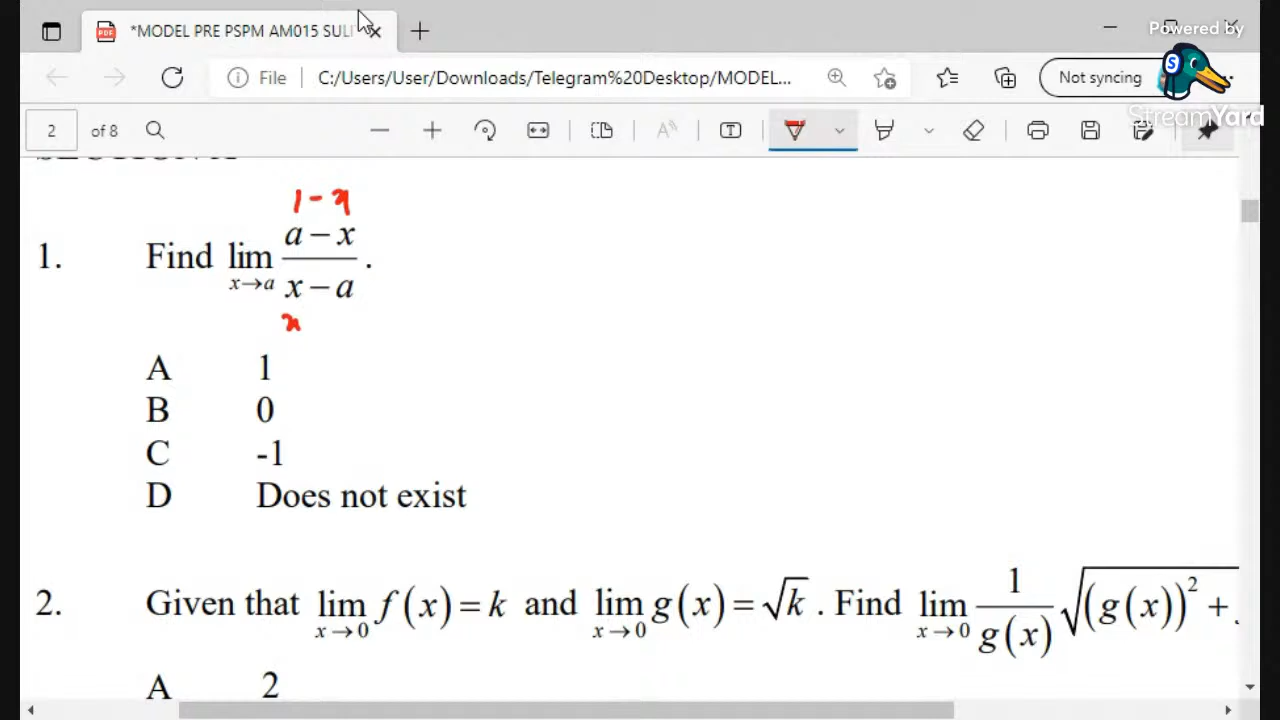 *MODEL PRE PSPM AM015 SULI
Powered by
StreamYard
File C:/Users/User/Downloads/Telegram%20Desktop/MODEL... Not syncing
2 of 8
1 - x
1. Find lim x→a (a − x)/(x − a).
x
A 1
B 0
C -1
D Does not exist
2. Given that lim x→0 f(x) = k and lim x→0 g(x) = √k. Find lim x→0 1/g(x) √(g(x))² +
A 2